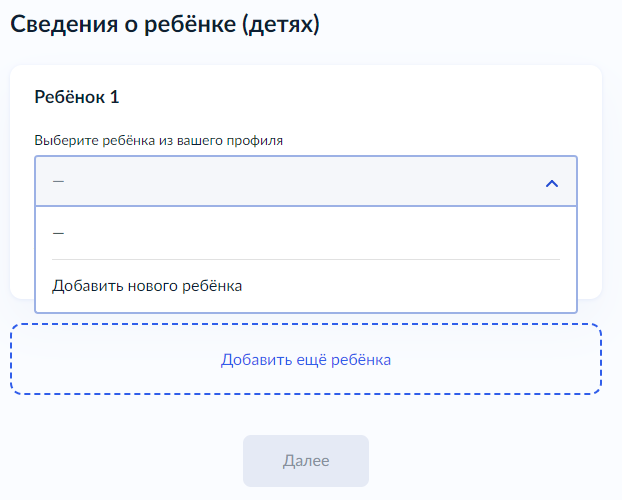 Сведения о ребёнке (детях)
Ребёнок 1
Выберите ребёнка из вашего профиля
—
—
Добавить нового ребёнка
Добавить ещё ребёнка
Далее